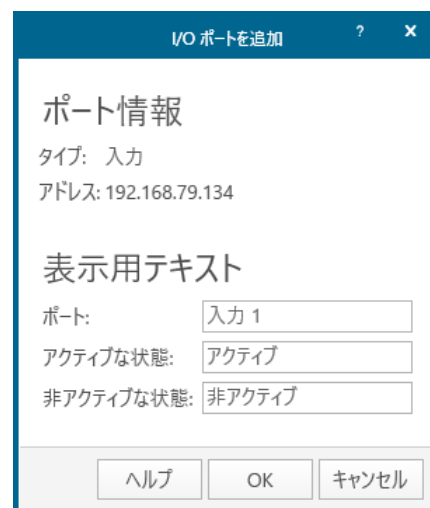 I/O ポートを追加 ? ×
ポート情報
タイプ: 入力
アドレス: 192.168.79.134
表示用テキスト
ポート: 入力 1
アクティブな状態: アクティブ
非アクティブな状態: 非アクティブ
ヘルプ OK キャンセル